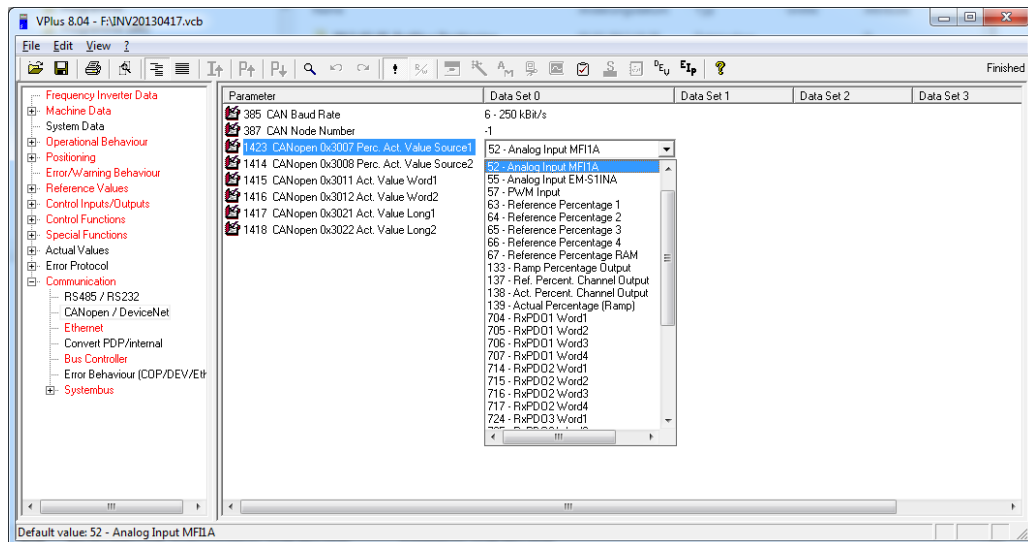 VPlus 8.04 - F:\INV20130417.vcb
File Edit View ?
Finished
Frequency Inverter Data
Machine Data
System Data
Operational Behaviour
Positioning
Error/Warning Behaviour
Reference Values
Control Inputs/Outputs
Control Functions
Special Functions
Actual Values
Error Protocol
Communication
RS485 / RS232
CANopen / DeviceNet
Ethernet
Convert PDP/internal
Bus Controller
Error Behaviour (COP/DEV/Eth
Systembus
Parameter Data Set 0 Data Set 1 Data Set 2 Data Set 3
385 CAN Baud Rate 6 - 250 kBit/s
387 CAN Node Number -1
1423 CANopen 0x3007 Perc. Act. Value Source1 52 - Analog Input MFI1A
1414 CANopen 0x3008 Perc. Act. Value Source2
1415 CANopen 0x3011 Act. Value Word1
1416 CANopen 0x3012 Act. Value Word2
1417 CANopen 0x3021 Act. Value Long1
1418 CANopen 0x3022 Act. Value Long2
52 - Analog Input MFI1A
55 - Analog Input EM-S1INA
57 - PWM Input
63 - Reference Percentage 1
64 - Reference Percentage 2
65 - Reference Percentage 3
66 - Reference Percentage 4
67 - Reference Percentage RAM
133 - Ramp Percentage Output
137 - Ref. Percent. Channel Output
138 - Act. Percent. Channel Output
139 - Actual Percentage (Ramp)
704 - RxPDO1 Word1
705 - RxPDO1 Word2
706 - RxPDO1 Word3
707 - RxPDO1 Word4
714 - RxPDO2 Word1
715 - RxPDO2 Word2
716 - RxPDO2 Word3
717 - RxPDO2 Word4
724 - RxPDO3 Word1
Default value: 52 - Analog Input MFI1A